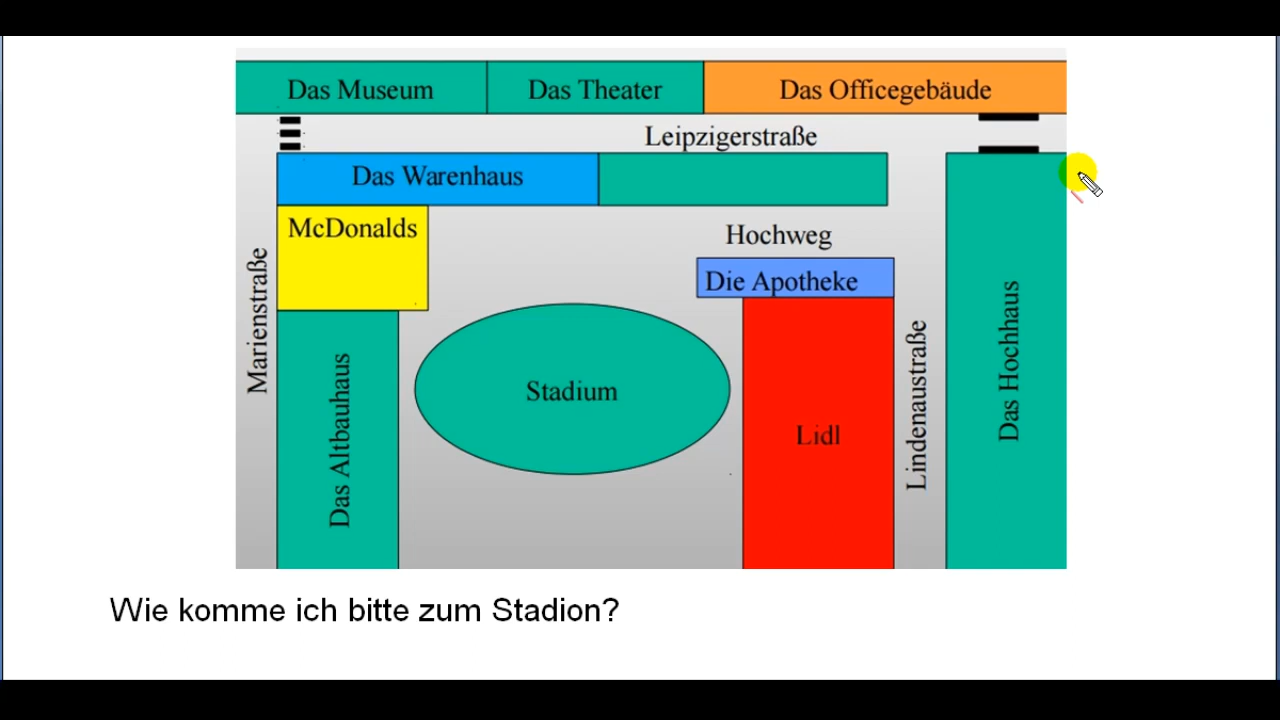 Das Museum
Das Theater
Das Officegebäude
Leipzigerstraße
Das Warenhaus
McDonalds
Hochweg
Die Apotheke
Marienstraße
Das Altbauhaus
Stadium
Lidl
Lindenaustraße
Das Hochhaus
Wie komme ich bitte zum Stadion?